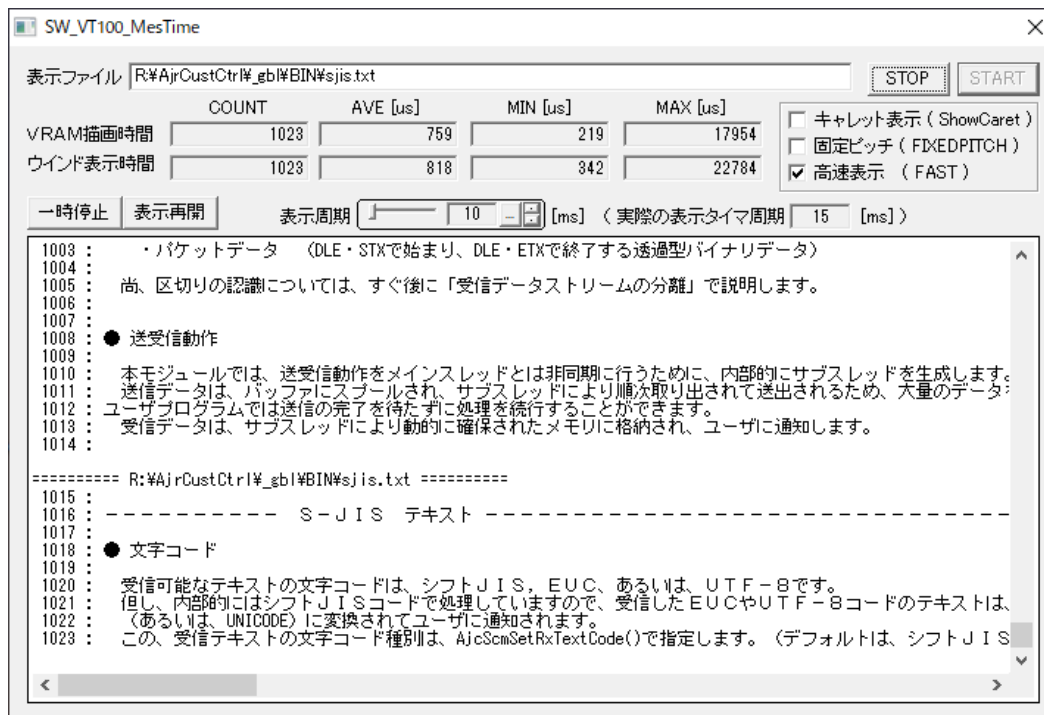 SW_VT100_MesTime
表示ファイル R:¥AjrCustCtrl¥_gbl¥BIN¥sjis.txt STOP START
COUNT AVE [us] MIN [us] MAX [us]
VRAM描画時間 1023 759 219 17954
ウインド表示時間 1023 818 342 22784
キャレット表示 ( ShowCaret )
固定ピッチ ( FIXEDPITCH )
高速表示 ( FAST )
一時停止 表示再開 表示周期 10 [ms] ( 実際の表示タイマ周期 15 [ms] )
1003 : ・パケットデータ （DLE・STXで始まり、DLE・ETXで終了する透過型バイナリデータ）
1004 :
1005 : 尚、区切りの認識については、すぐ後に「受信データストリームの分離」で説明します。
1006 :
1007 :
1008 : ● 送受信動作
1009 :
1010 : 本モジュールでは、送受信動作をメインスレッドとは非同期に行うために、内部的にサブスレッドを生成します。
1011 : 送信データは、バッファにスプールされ、サブスレッドにより順次取り出されて送出されるため、大量のデータ
1012 : ユーザプログラムでは送信の完了を待たずに処理を続行することができます。
1013 : 受信データは、サブスレッドにより動的に確保されたメモリに格納され、ユーザに通知します。
1014 :
========== R:¥AjrCustCtrl¥_gbl¥BIN¥sjis.txt ==========
1015 :
1016 : －－－－－－－－－－ Ｓ－ＪＩＳ テキスト －－－－－－－－－－－－－－－－－－－－－－－－－－－－－
1017 :
1018 : ● 文字コード
1019 :
1020 : 受信可能なテキストの文字コードは、シフトＪＩＳ，ＥＵＣ、あるいは、ＵＴＦ－８です。
1021 : 但し、内部的にはシフトＪＩＳコードで処理していますので、受信したＥＵＣやＵＴＦ－８コードのテキストは、
1022 : （あるいは、UNICODE）に変換されてユーザに通知されます。
1023 : この、受信テキストの文字コード種別は、AjcScmSetRxTextCode()で指定します。（デフォルトは、シフトＪＩＳ